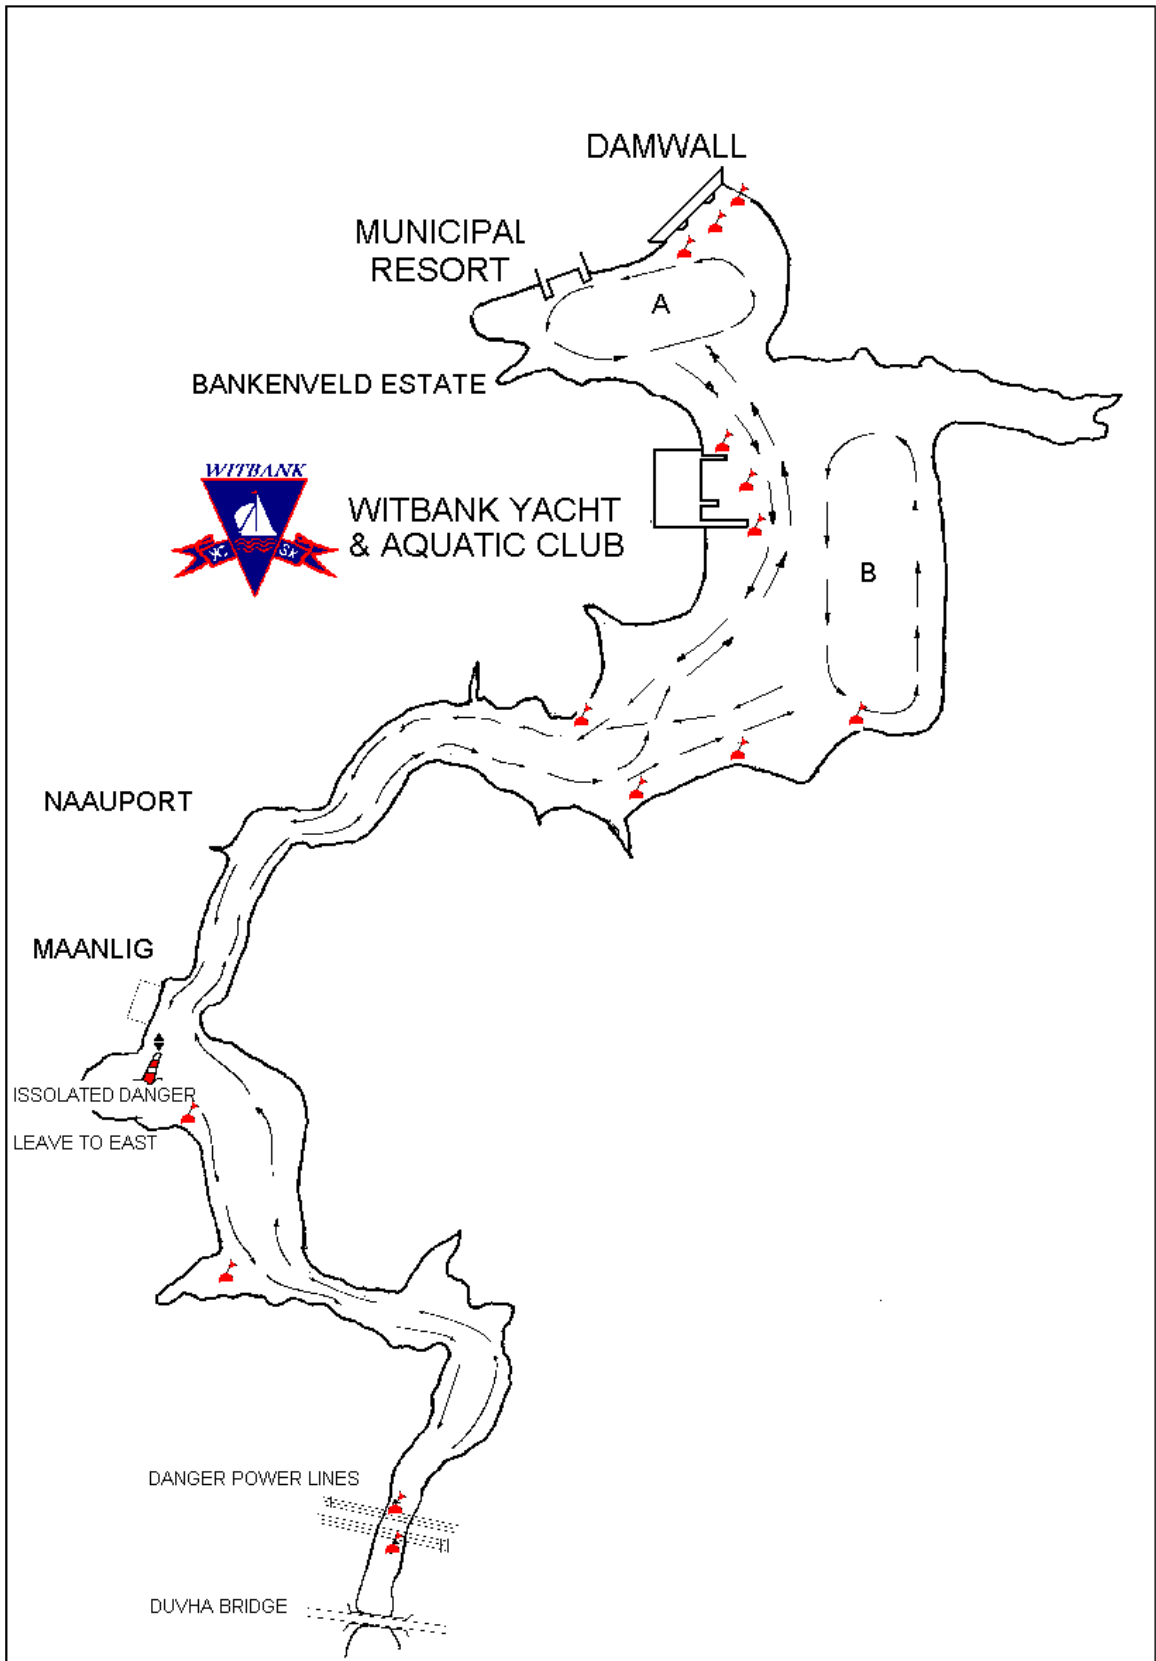 DAMWALL
MUNICIPAL
RESORT
A
BANKENVELD ESTATE
WITBANK
WITBANK YACHT
& AQUATIC CLUB
B
NAAUPORT
MAANLIG
ISSOLATED DANGER
LEAVE TO EAST
DANGER POWER LINES
DUVHA BRIDGE